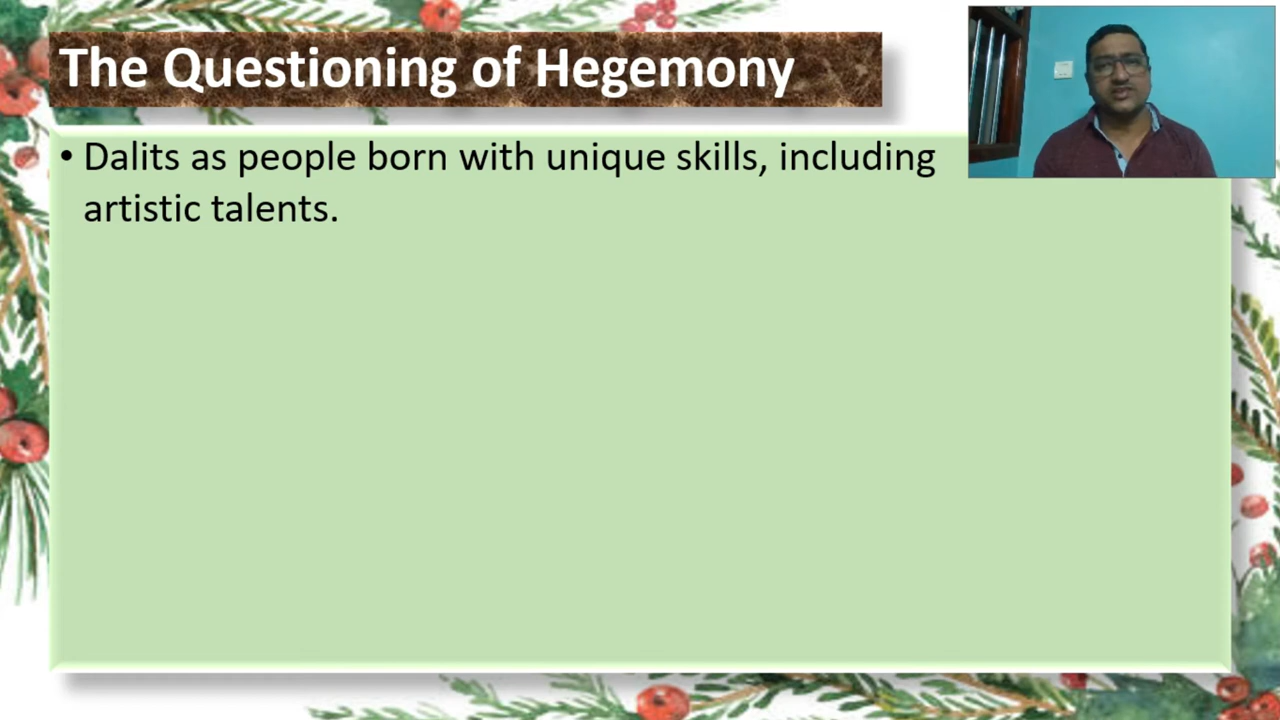 The Questioning of Hegemony
• Dalits as people born with unique skills, including
artistic talents.